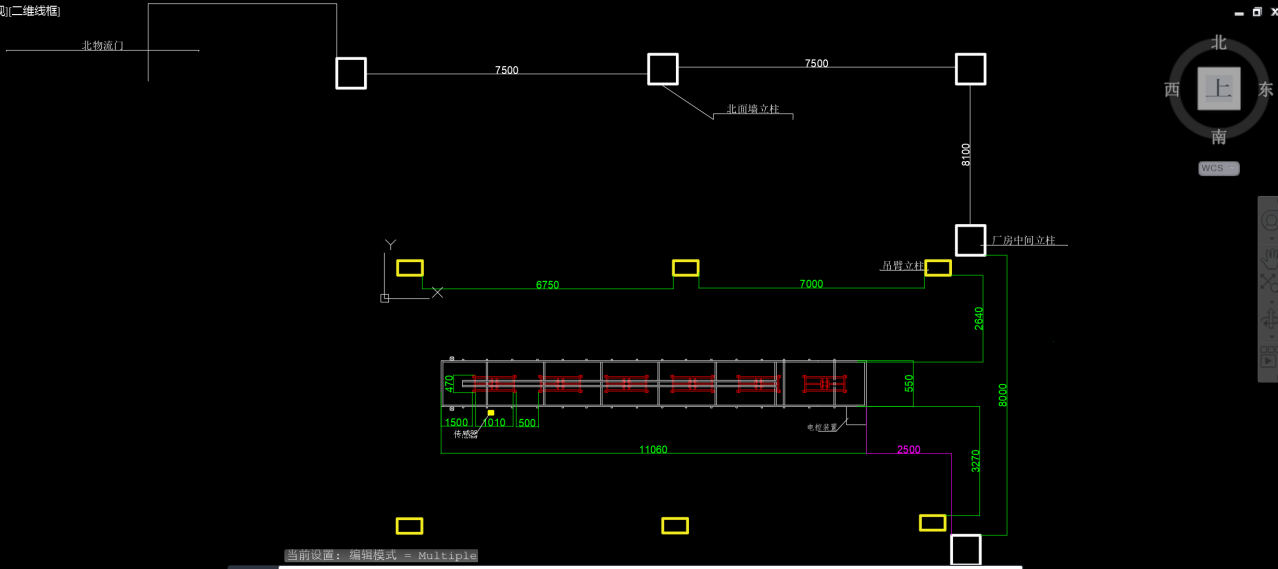 ][二维线框]
北物流门
7500
7500
北面墙立柱
8100
北
西
上
东
南
WCS
厂房中间立柱
吊臂立柱
Y
X
6750
7000
2640
470
550
8000
1500
1010
500
传感器
电控装置
11060
2500
3270
当前设置: 编辑模式 = Multiple